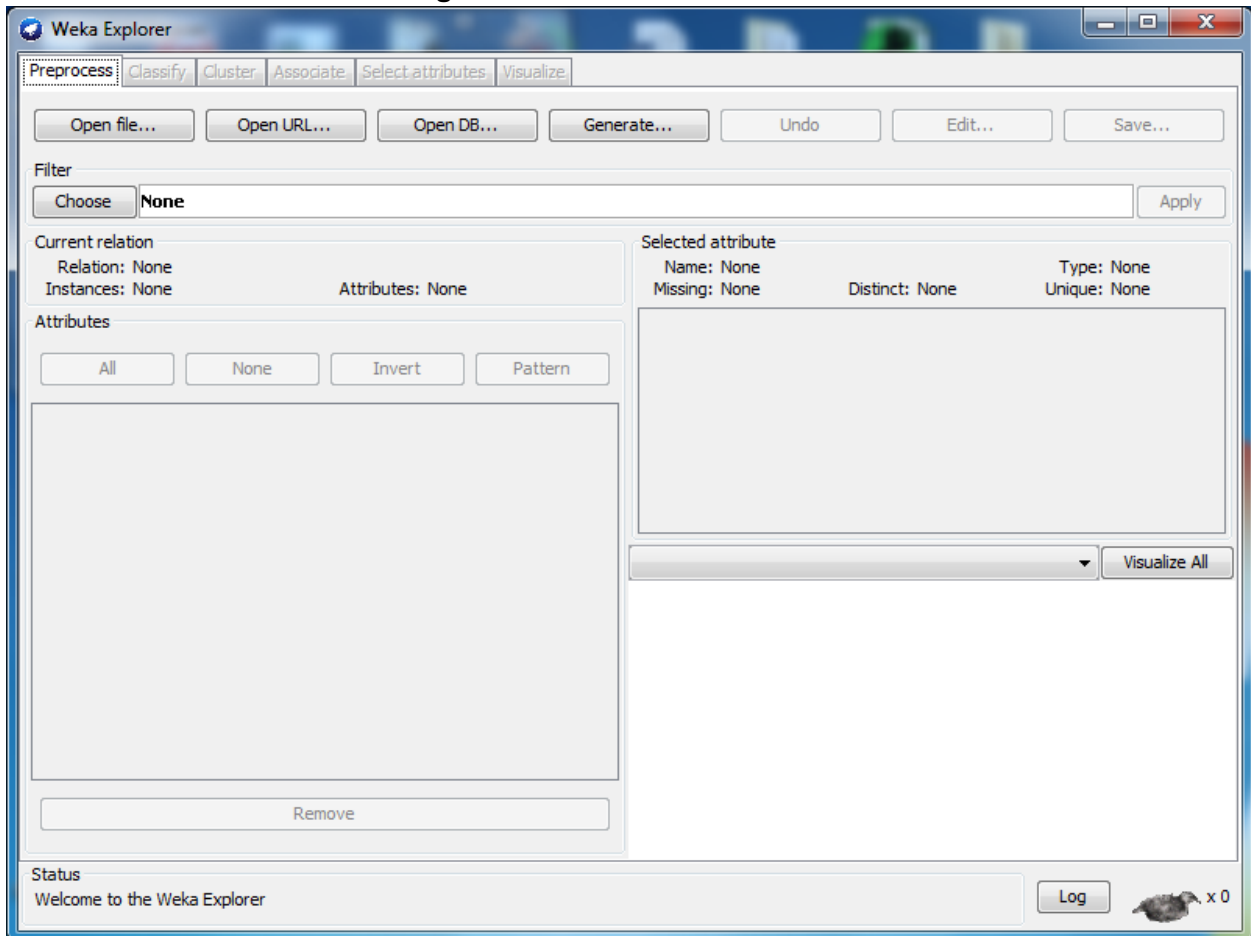 Weka Explorer
Preprocess Classify Cluster Associate Select attributes Visualize
Open file... Open URL... Open DB... Generate... Undo Edit... Save...
Filter
Choose None Apply
Current relation
Relation: None
Instances: None Attributes: None
Selected attribute
Name: None Type: None
Missing: None Distinct: None Unique: None
Attributes
All None Invert Pattern
Visualize All
Remove
Status
Welcome to the Weka Explorer
Log x 0